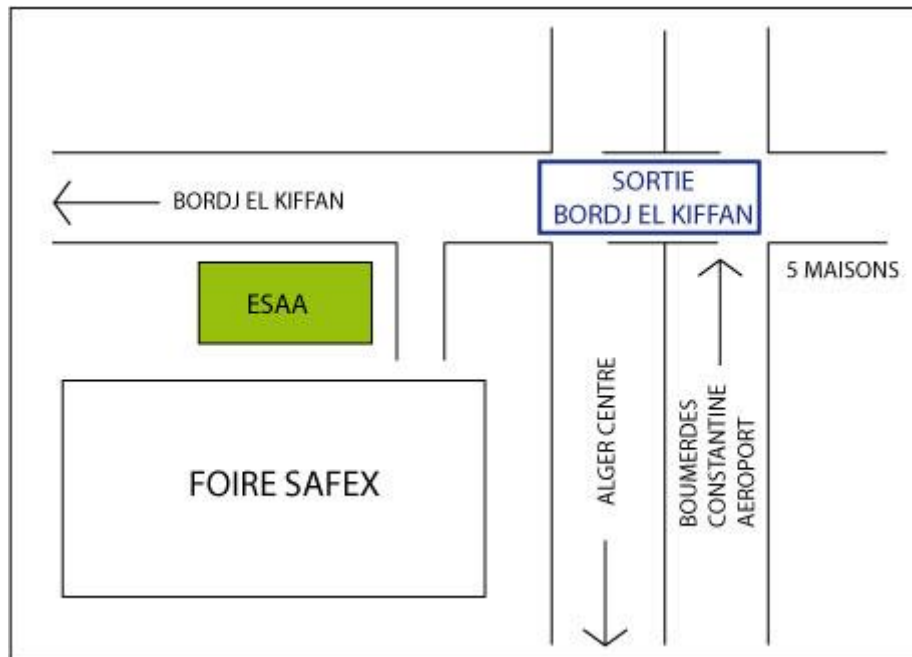 SORTIE
BORDJ EL KIFFAN
BORDJ EL KIFFAN
5 MAISONS
ESAA
FOIRE SAFEX
ALGER CENTRE
BOUMERDES
CONSTANTINE
AEROPORT